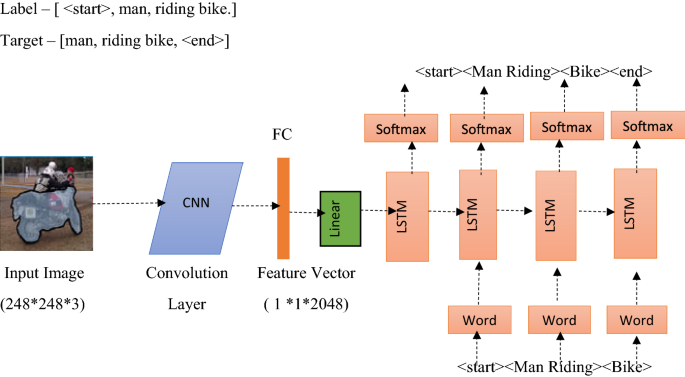 Label – [ <start>, man, riding bike.]
Target – [man, riding bike, <end>]
<start><Man Riding><Bike><end>
Softmax Softmax Softmax Softmax
FC
CNN
Linear
LSTM LSTM LSTM LSTM
Input Image Convolution Feature Vector
(248*248*3) Layer ( 1 *1*2048)
Word Word Word
<start><Man Riding><Bike>